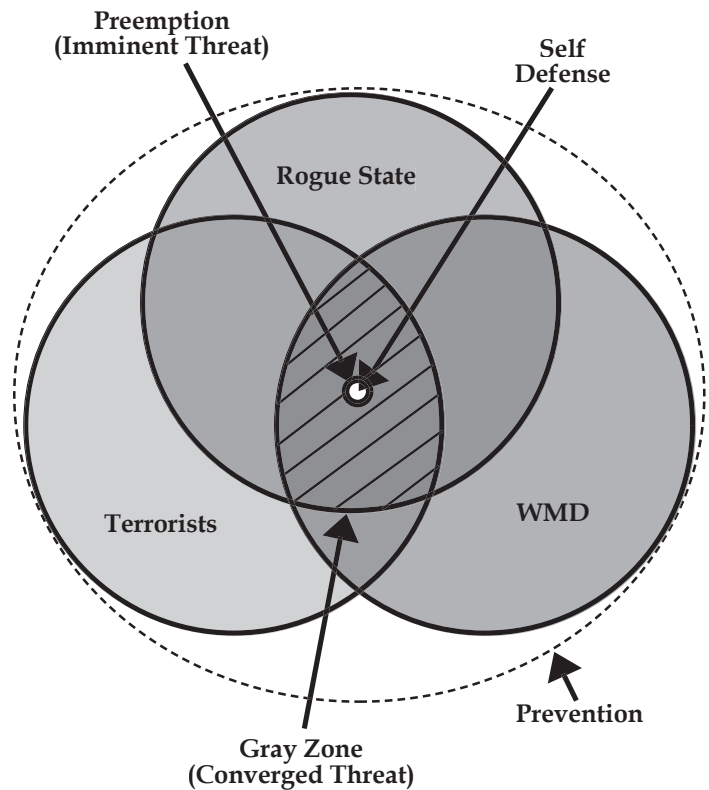 Preemption
(Imminent Threat)
Self
Defense
Rogue State
Terrorists
WMD
Prevention
Gray Zone
(Converged Threat)